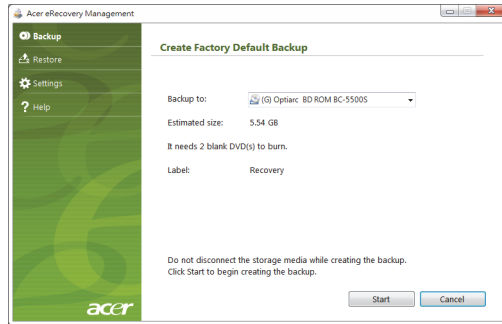 Acer eRecovery Management
Backup
Restore
Settings
Help
Create Factory Default Backup
Backup to: (G) Optiarc BD ROM BC-5500S
Estimated size: 5.54 GB
It needs 2 blank DVD(s) to burn.
Label: Recovery
Do not disconnect the storage media while creating the backup.
Click Start to begin creating the backup.
Start Cancel
acer